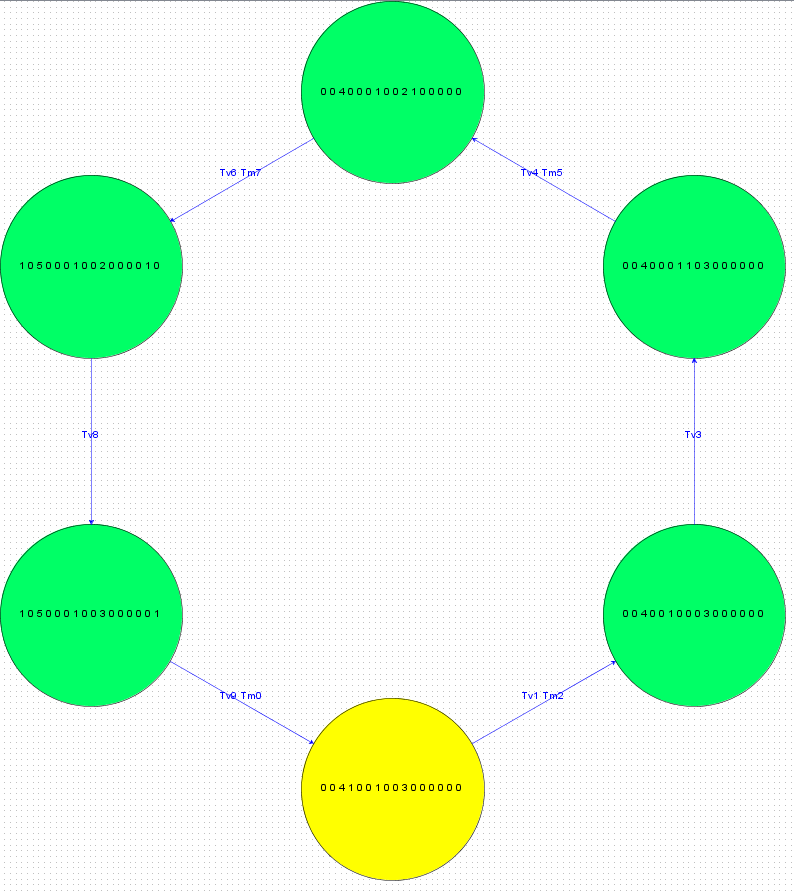 0 0 4 0 0 0 1 0 0 2 1 0 0 0 0 0
Tv6 Tm7
Tv4 Tm5
1 0 5 0 0 0 1 0 0 2 0 0 0 0 1 0
0 0 4 0 0 0 1 1 0 3 0 0 0 0 0 0
Tv8
Tv3
1 0 5 0 0 0 1 0 0 3 0 0 0 0 0 1
0 0 4 0 0 1 0 0 0 3 0 0 0 0 0 0
Tv9 Tm0
Tv1 Tm2
0 0 4 1 0 0 1 0 0 3 0 0 0 0 0 0